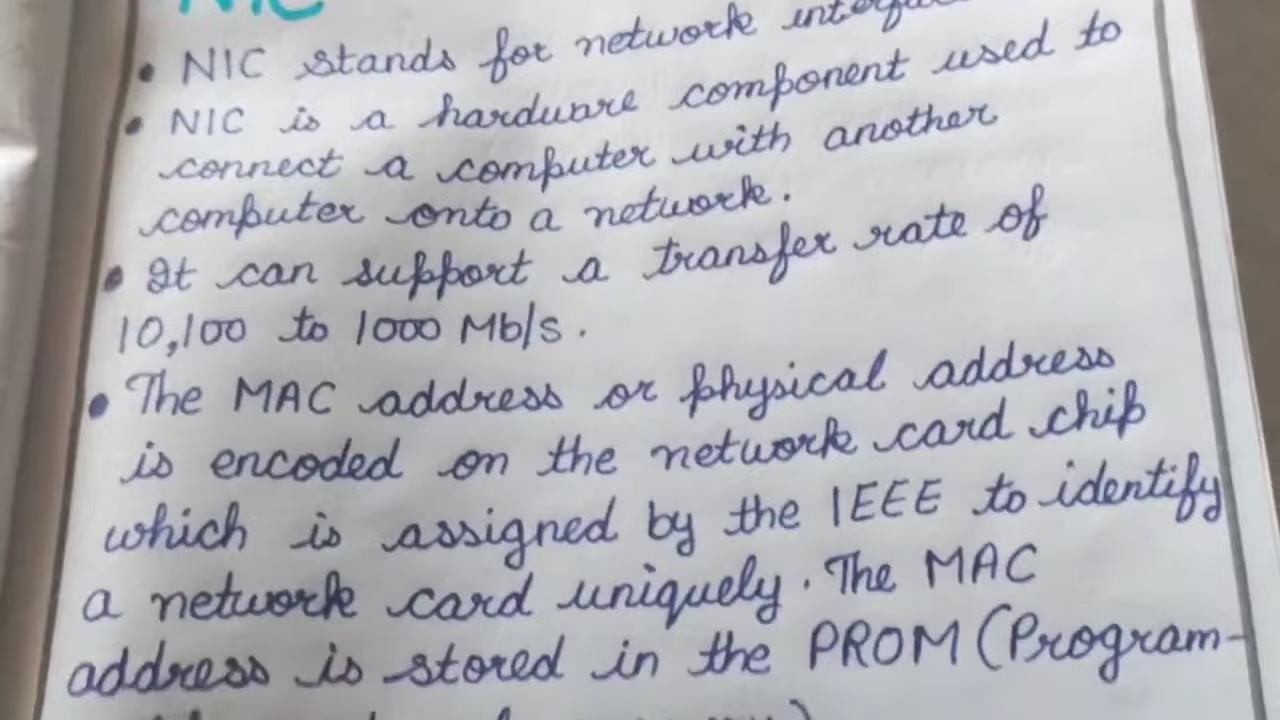 NIC
• NIC stands for network interfa
• NIC is a hardware component used to
connect a computer with another
computer onto a network.
• It can support a transfer rate of
10,100 to 1000 Mb/s.
• The MAC address or physical address
is encoded on the network card chip
which is assigned by the IEEE to identify
a network card uniquely. The MAC
address is stored in the PROM (Program-